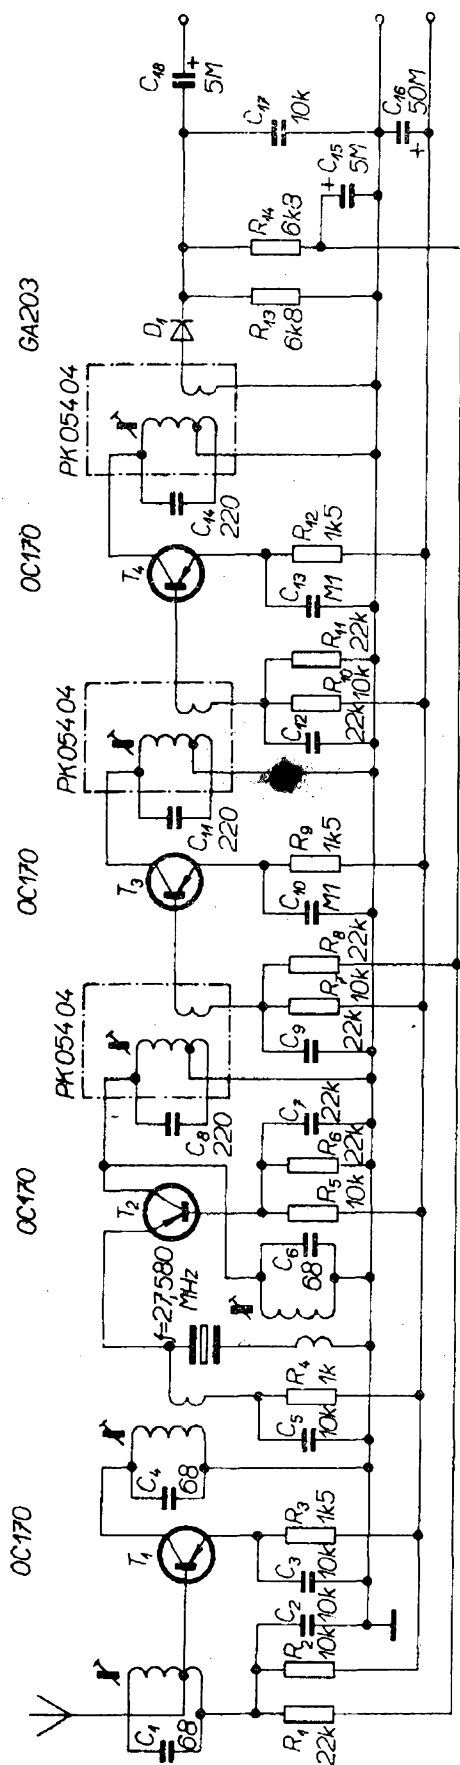 OC170
OC170
OC170
OC170
GA203
PK05404
PK05404
PK05404
C1
68
R1
22k
R2
10k
C2
10k
C3
10k
R3
1k5
T1
C4
68
C5
10k
R4
1k
f=27,580
MHz
T2
C6
68
R5
10k
R6
22k
C7
22k
C8
220
C9
22k
R7
10k
R8
22k
T3
C10
M1
R9
1k5
C11
220
C12
22k
R10
10k
R11
22k
T4
C13
M1
R12
1k5
C14
220
D1
R13
6k8
R14
6k8
+
C15
5M
C16
50M
+
C17
10k
C18
+
5M